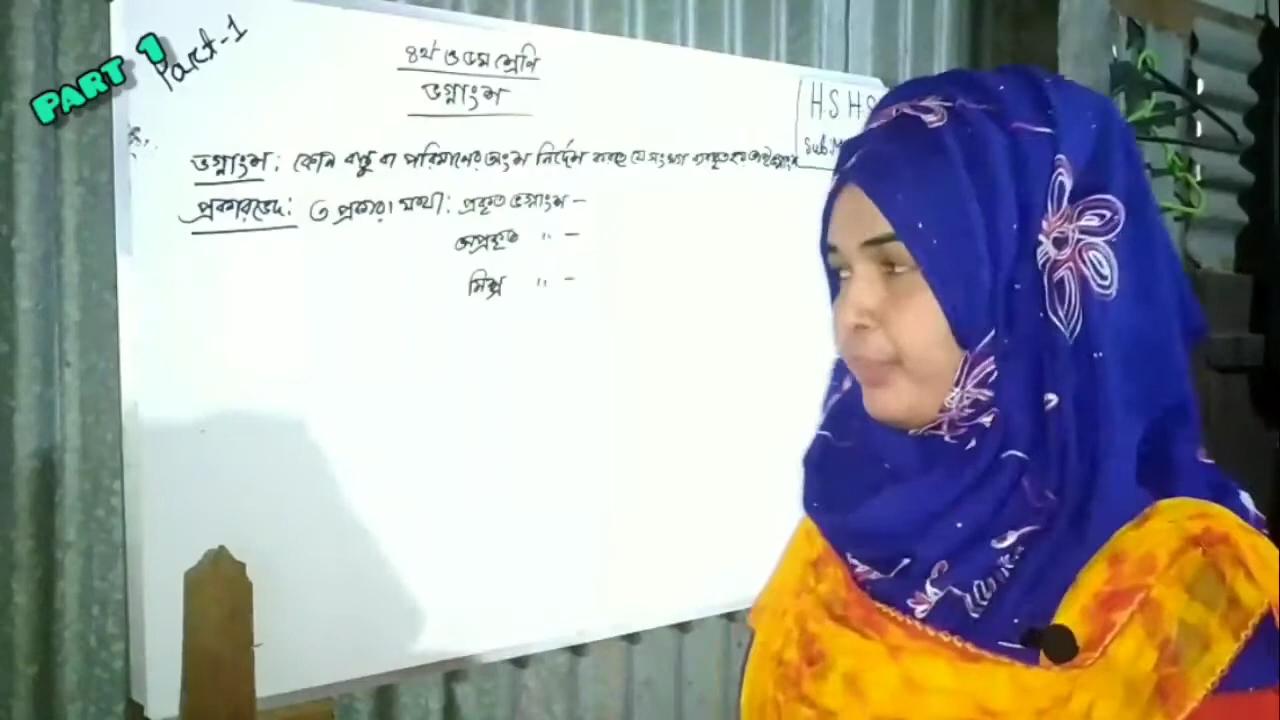 PART 1
Part-1
৪র্থ ও ৫ম শ্রেণি
ভগ্নাংশ
HSHS
Sub: M
ভগ্নাংশ: কোন বস্তু বা পরিমানের অংশ নির্দেশ করতে যে সংখ্যা ব্যবহৃত হয়
প্রকারভেদ: ৩ প্রকার। যথা: প্রকৃত ভগ্নাংশ -
অপ্রকৃত " -
মিশ্র " -